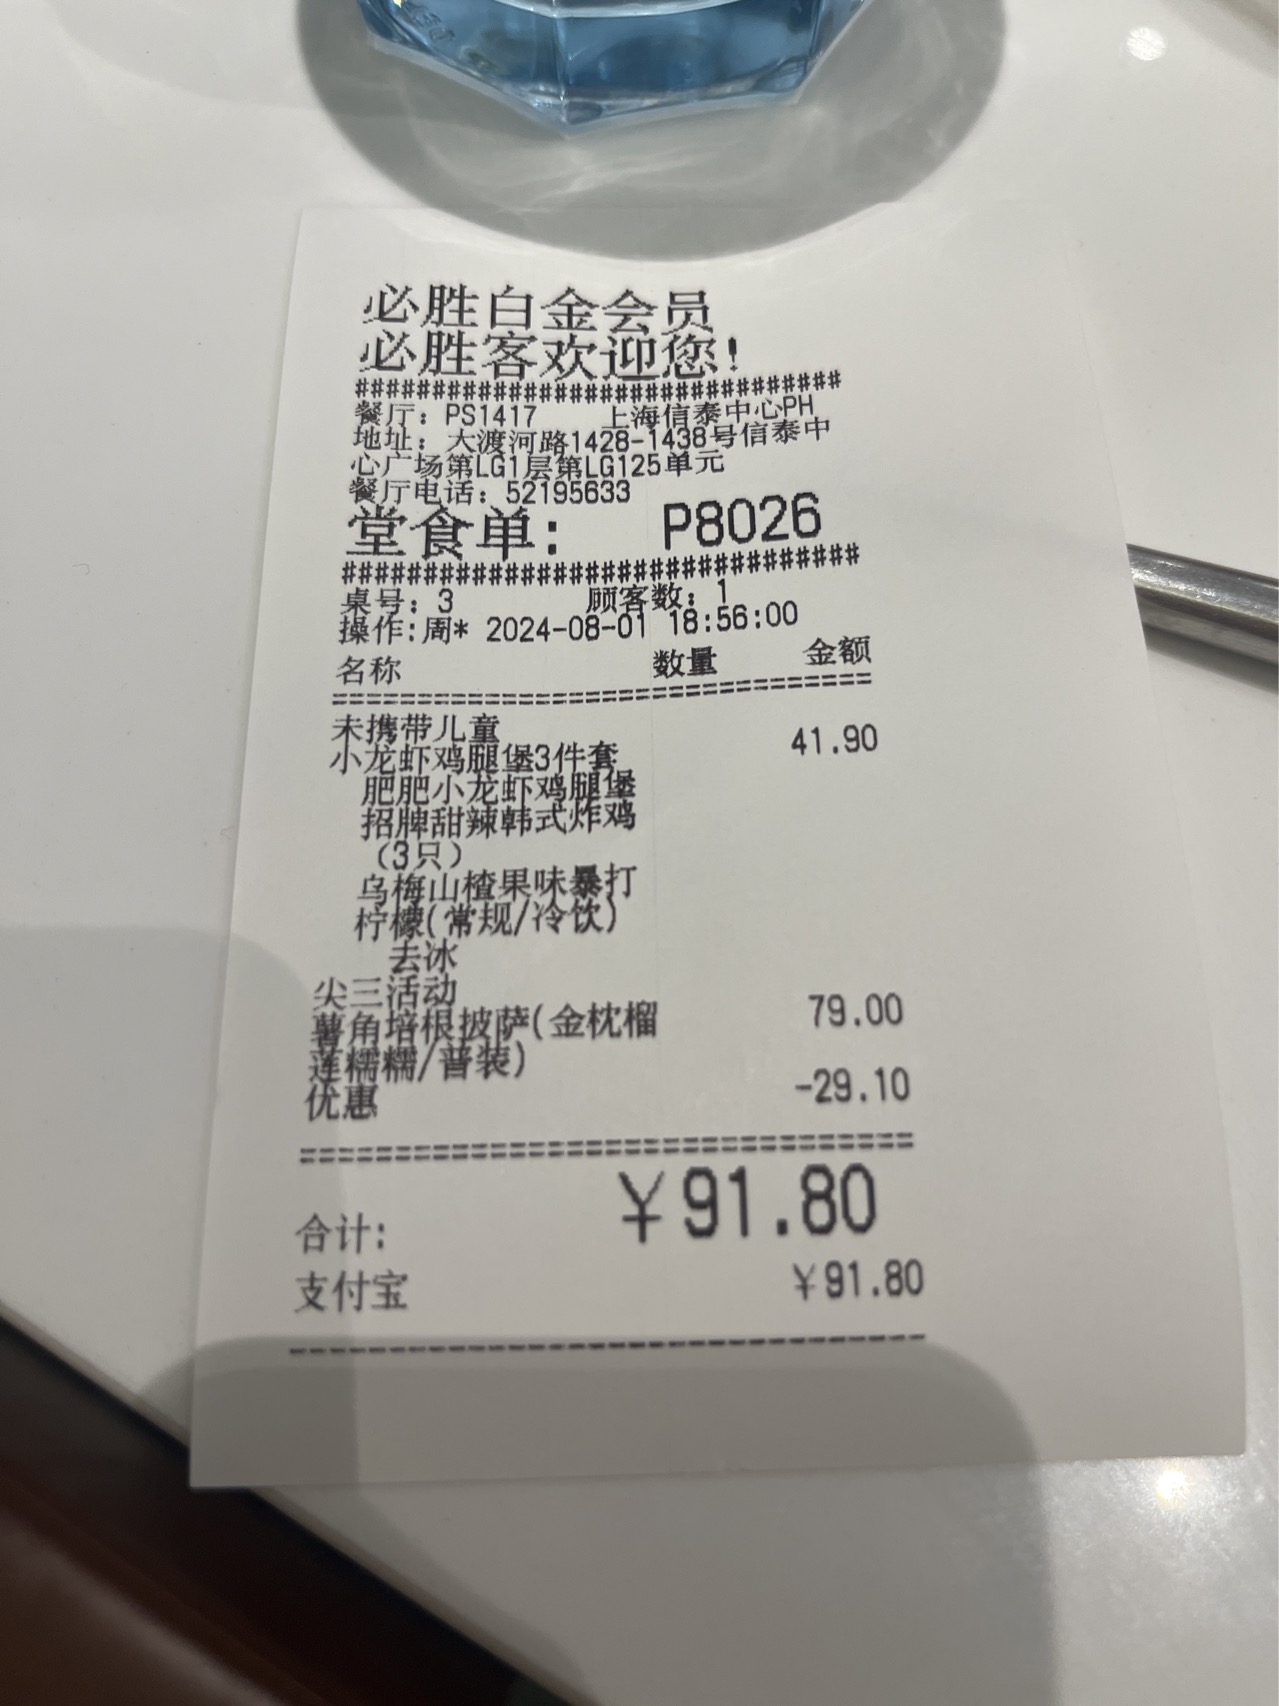 必胜白金会员
必胜客欢迎您!
################################
餐厅: PS1417 上海信泰中心PH
地址: 大渡河路1428-1438号信泰中
心广场第LG1层第LG125单元
餐厅电话: 52195633
堂食单: P8026
################################
桌号: 3 顾客数: 1
操作:周* 2024-08-01 18:56:00
名称 数量 金额
================================
未携带儿童
小龙虾鸡腿堡3件套 41.90
肥肥小龙虾鸡腿堡
招牌甜辣韩式炸鸡
(3只)
乌梅山楂果味暴打
柠檬(常规/冷饮)
去冰
尖三活动
薯角培根披萨(金枕榴 79.00
莲糯糯/普装)
优惠 -29.10
================================
合计: ¥91.80
支付宝 ¥91.80
--------------------------------